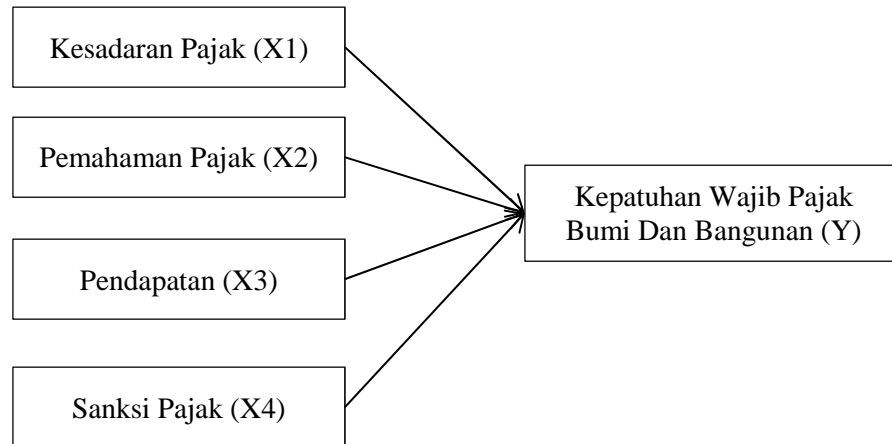 Kesadaran Pajak (X1)
Pemahaman Pajak (X2)
Pendapatan (X3)
Sanksi Pajak (X4)
Kepatuhan Wajib Pajak
Bumi Dan Bangunan (Y)